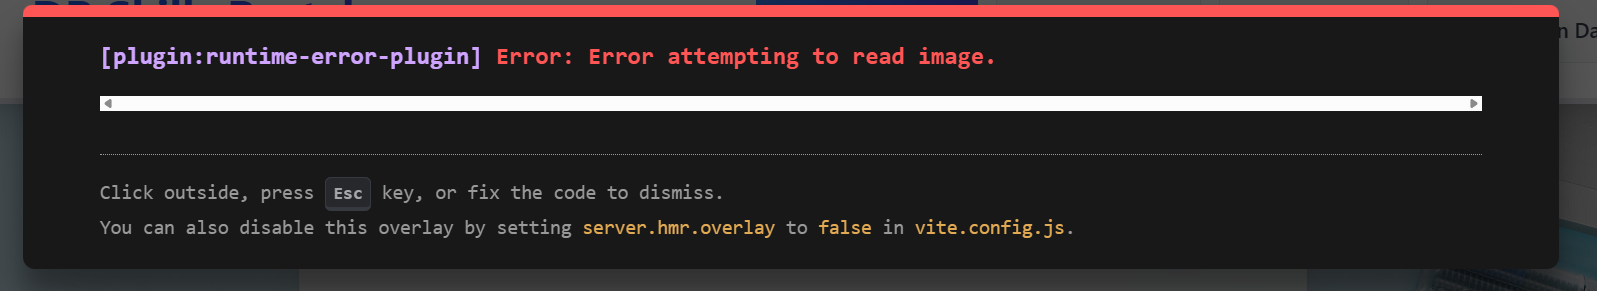 [plugin:runtime-error-plugin] Error: Error attempting to read image.
Click outside, press Esc key, or fix the code to dismiss.
You can also disable this overlay by setting server.hmr.overlay to false in vite.config.js.